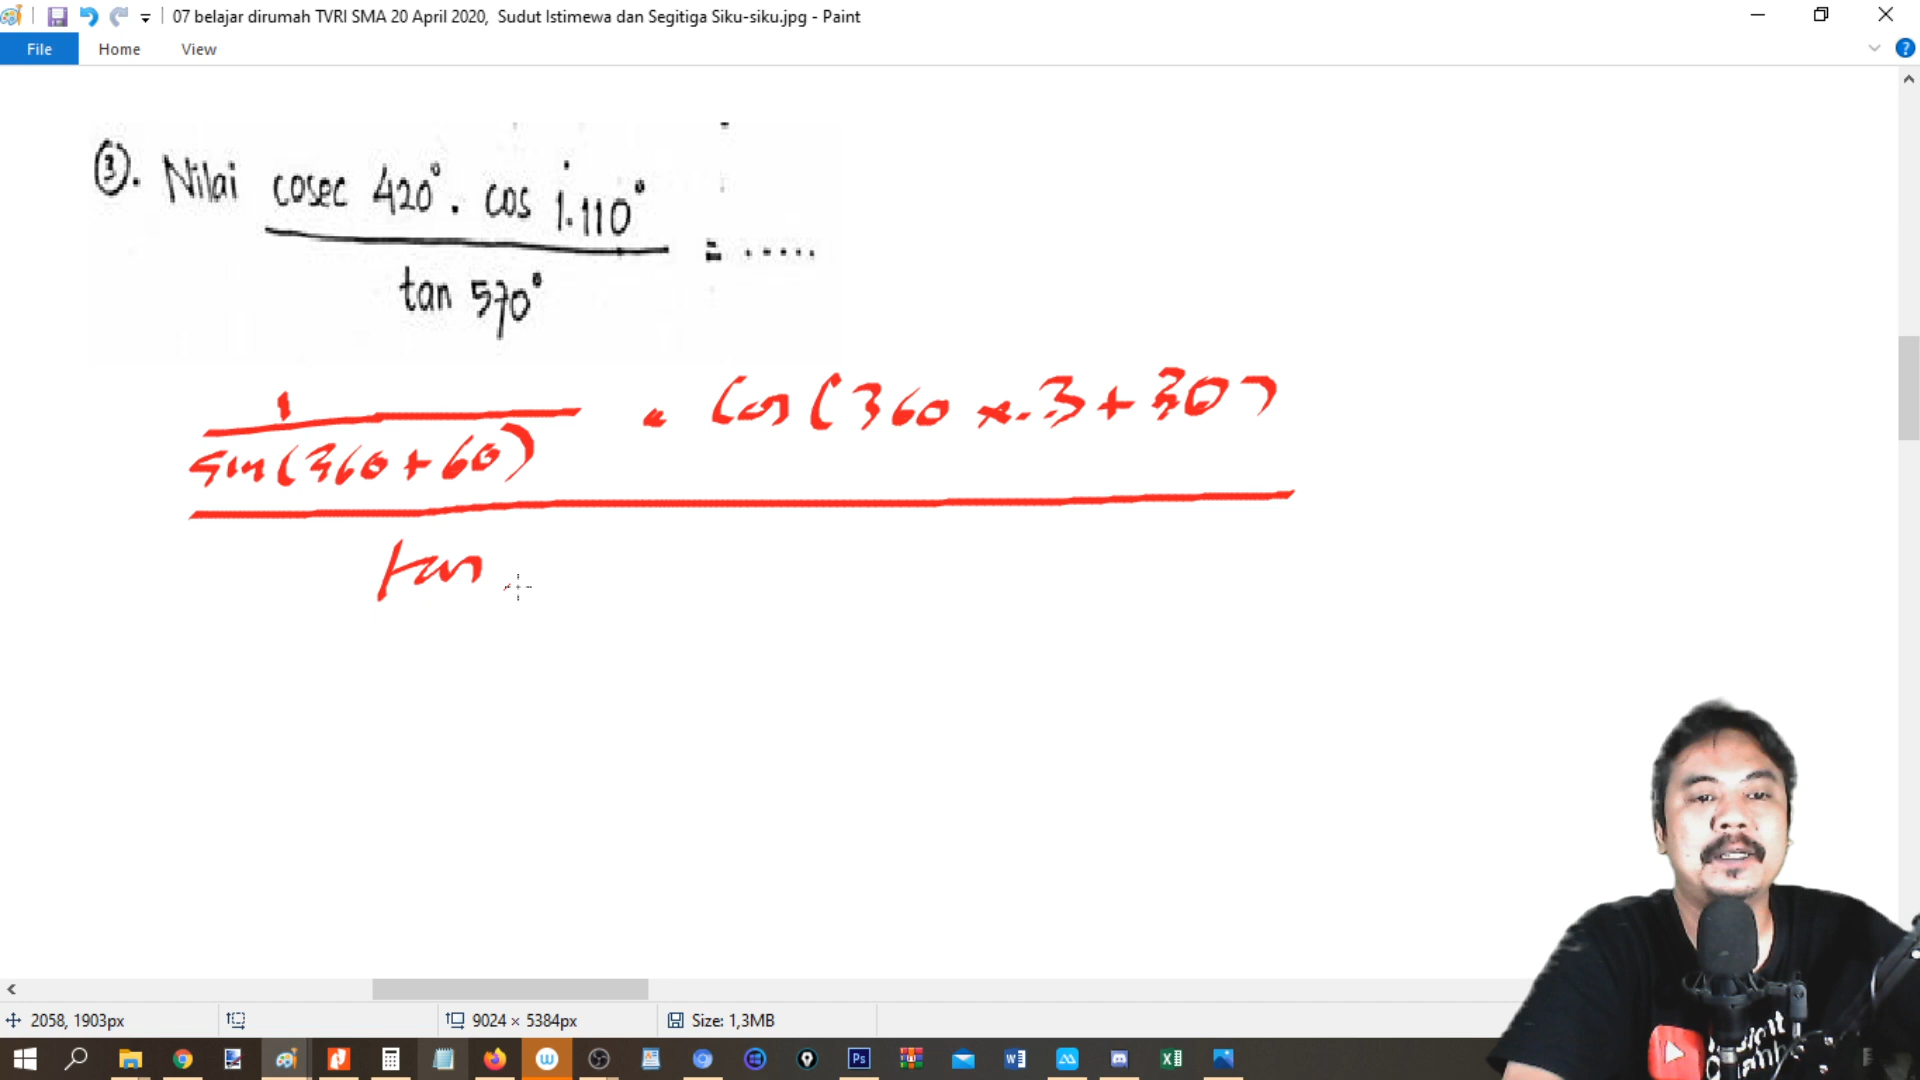 07 belajar dirumah TVRI SMA 20 April 2020, Sudut Istimewa dan Segitiga Siku-siku.jpg - Paint
File Home View
③. Nilai cosec 420° . cos 1.110°
= .....
tan 570°
1
sin(360+60)
. cos(360 x.3+30)
tan
2058, 1903px
9024 × 5384px
Size: 1,3MB